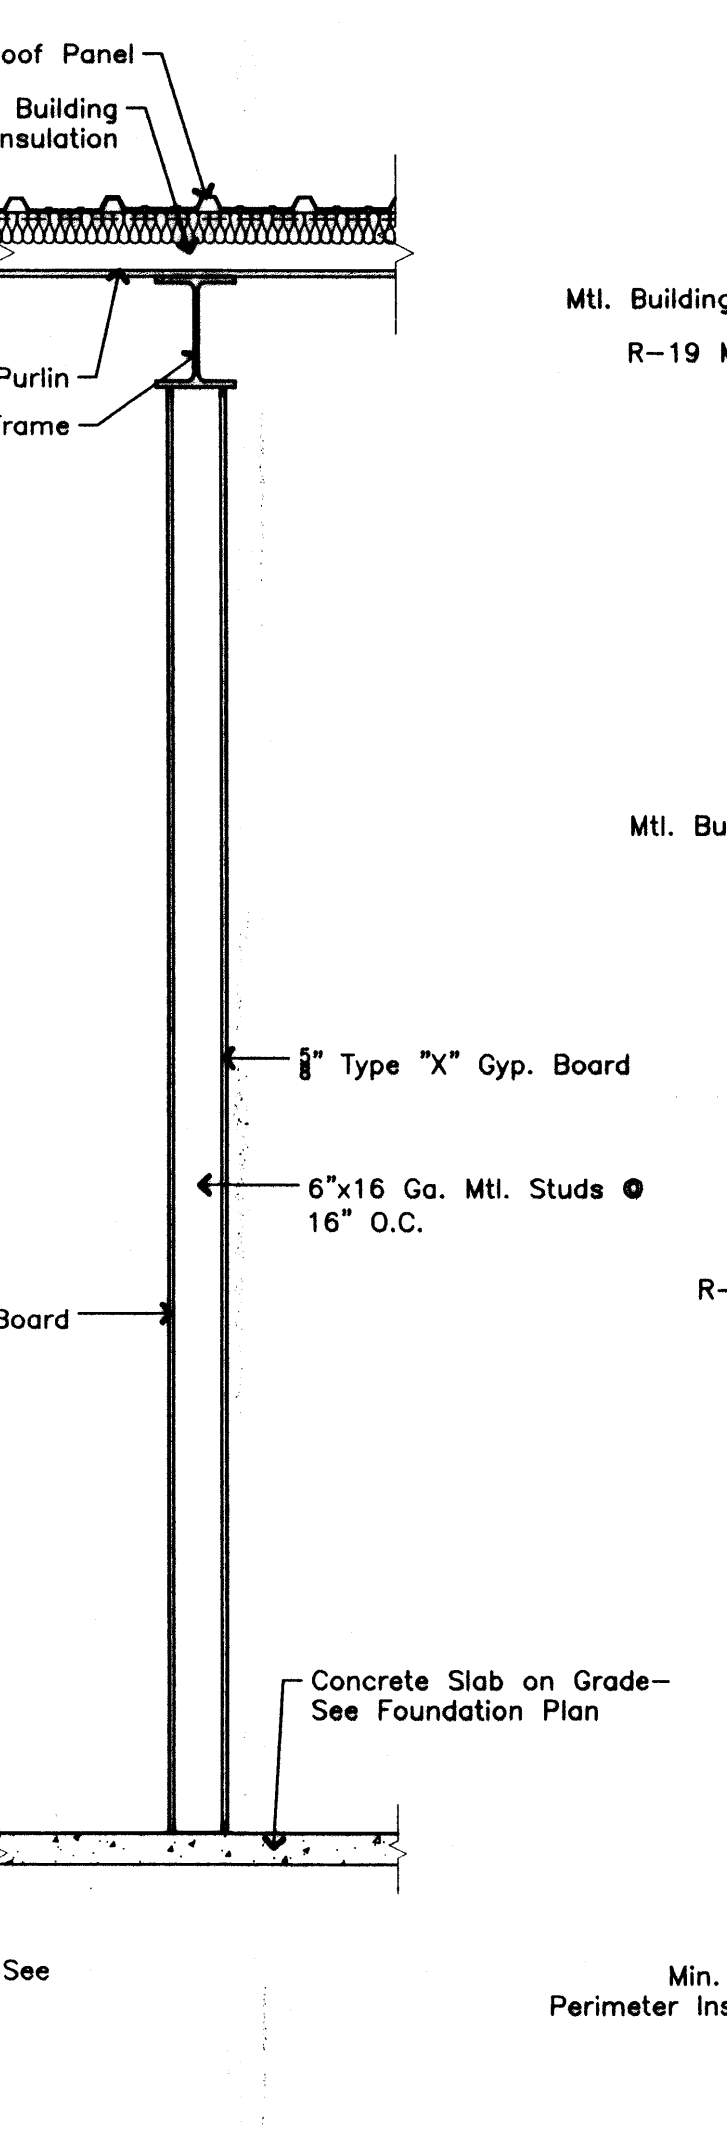 oof Panel
Building
nsulation
Mtl. Building
R-19 M
Purlin
rame
Mtl. Bu
5/8" Type "X" Gyp. Board
6"x16 Ga. Mtl. Studs @
16" O.C.
R-
Board
Concrete Slab on Grade-
See Foundation Plan
See
Min.
Perimeter Ins